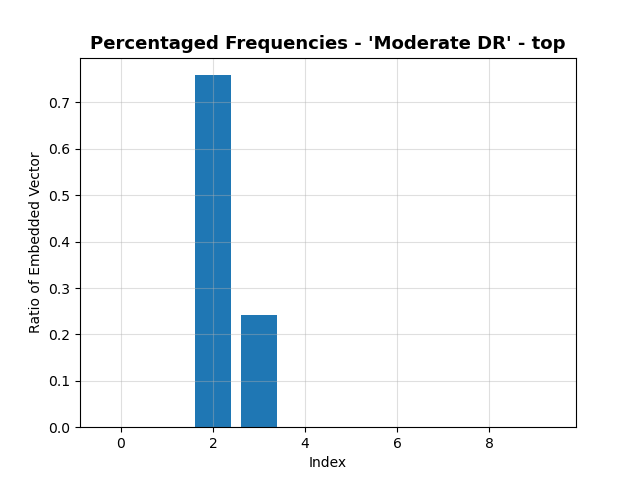 Percentaged Frequencies - 'Moderate DR' - top
Ratio of Embedded Vector
0.7
0.6
0.5
0.4
0.3
0.2
0.1
0.0
0 2 4 6 8
Index